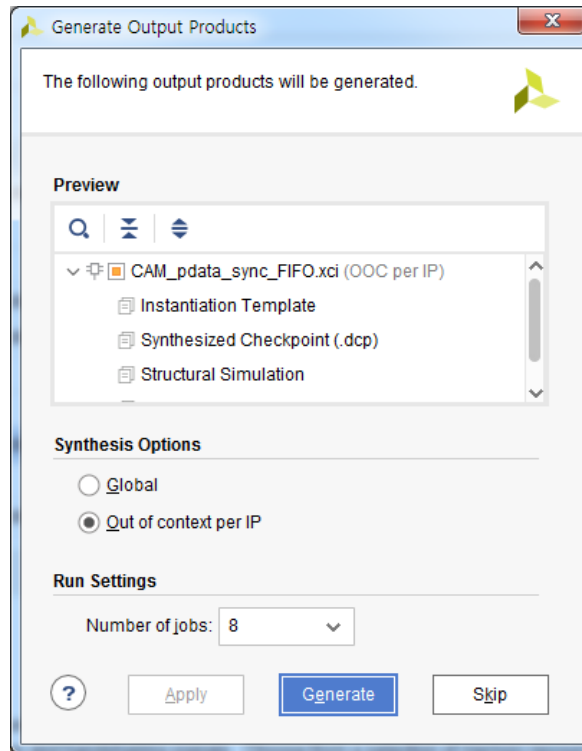 Generate Output Products
The following output products will be generated.
Preview
CAM_pdata_sync_FIFO.xci (OOC per IP)
Instantiation Template
Synthesized Checkpoint (.dcp)
Structural Simulation
Synthesis Options
Global
Out of context per IP
Run Settings
Number of jobs: 8
? Apply Generate Skip